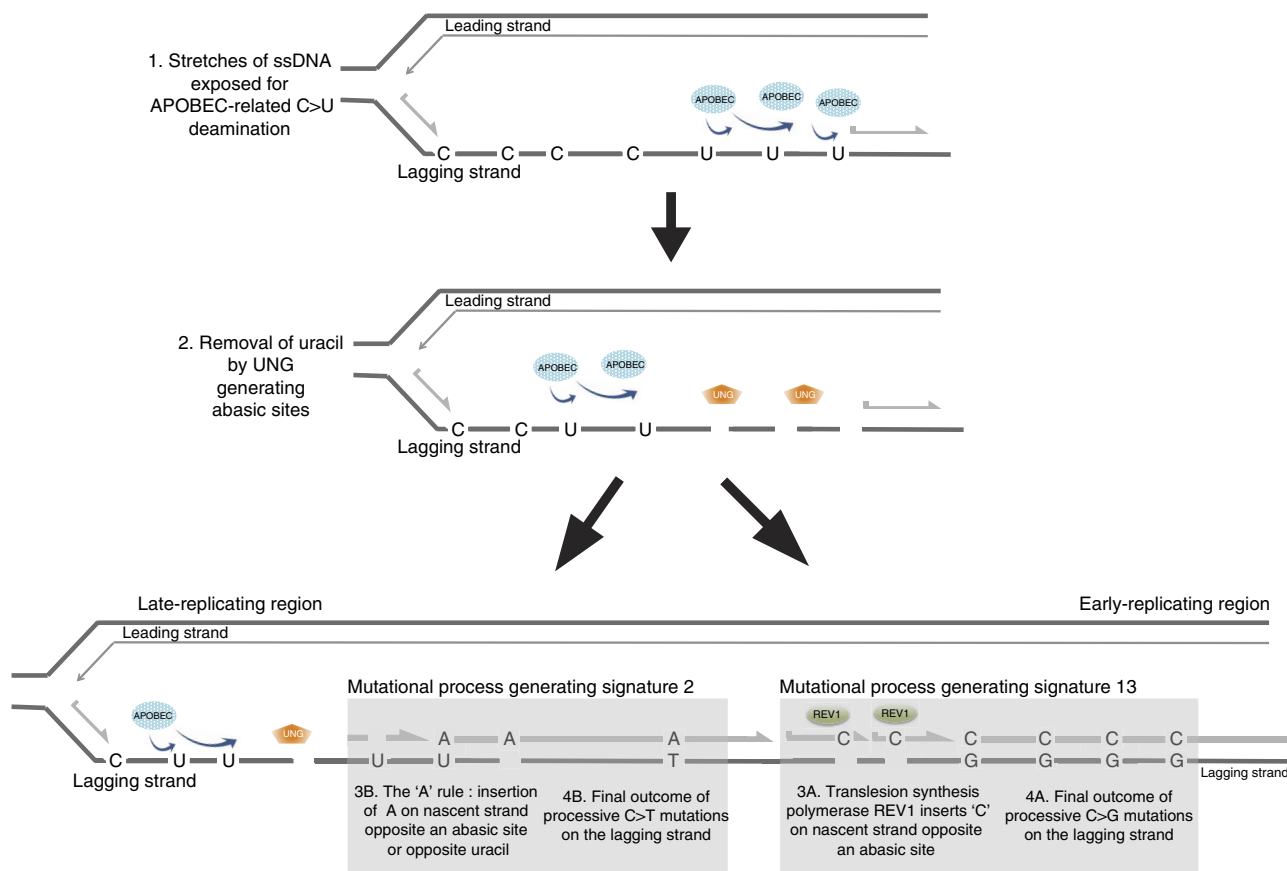 Leading strand
1. Stretches of ssDNA
exposed for
APOBEC-related C>U
deamination
APOBEC
APOBEC
APOBEC
C C C C U U U
Lagging strand
Leading strand
2. Removal of uracil
by UNG
generating
abasic sites
APOBEC
APOBEC
UNG
UNG
C C U U
Lagging strand
Late-replicating region
Early-replicating region
Leading strand
Mutational process generating signature 2
Mutational process generating signature 13
APOBEC
UNG
REV1
REV1
A A A
C C C C C C
C U U
U U T
G G G G
Lagging strand
Lagging strand
3B. The ‘A’ rule : insertion
of A on nascent strand
opposite an abasic site
or opposite uracil
4B. Final outcome of
processive C>T mutations
on the lagging strand
3A. Translesion synthesis
polymerase REV1 inserts ‘C’
on nascent strand opposite
an abasic site
4A. Final outcome of
processive C>G mutations
on the lagging strand